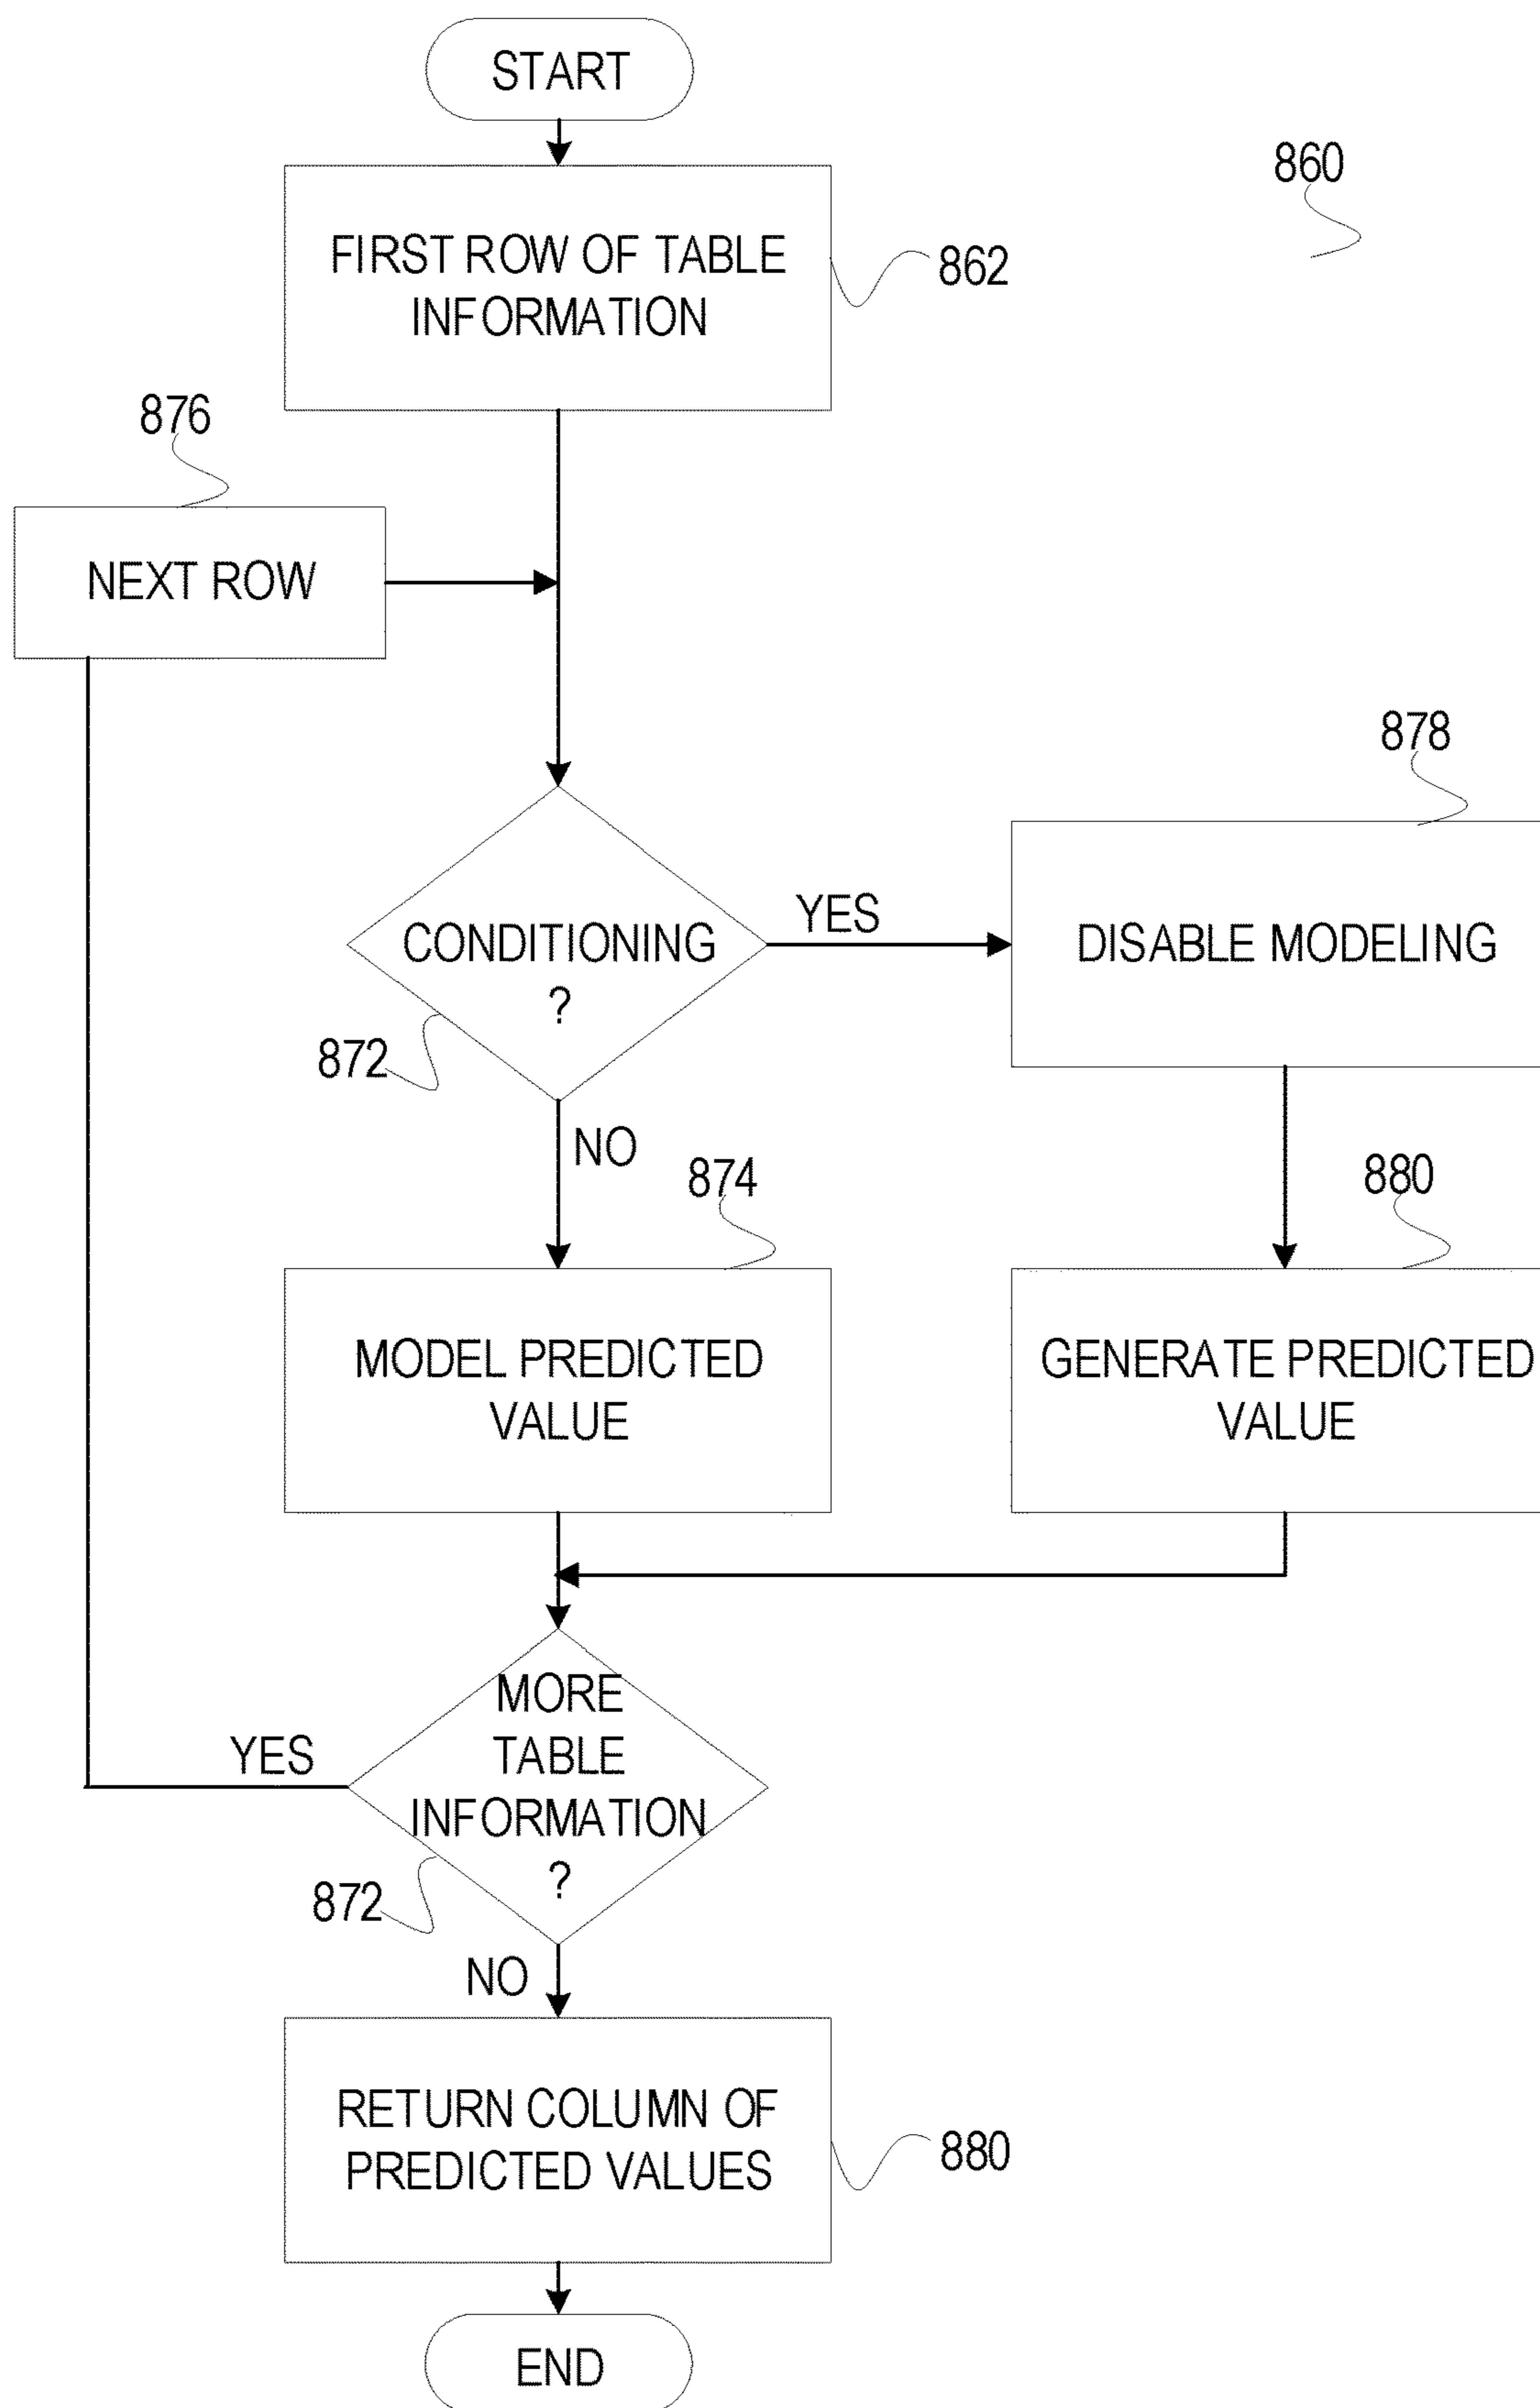 START
860
FIRST ROW OF TABLE
INFORMATION
862
876
NEXT ROW
878
CONDITIONING
?
YES
DISABLE MODELING
872
NO
874
880
MODEL PREDICTED
VALUE
GENERATE PREDICTED
VALUE
MORE
TABLE
INFORMATION
?
YES
872
NO
RETURN COLUMN OF
PREDICTED VALUES
880
END